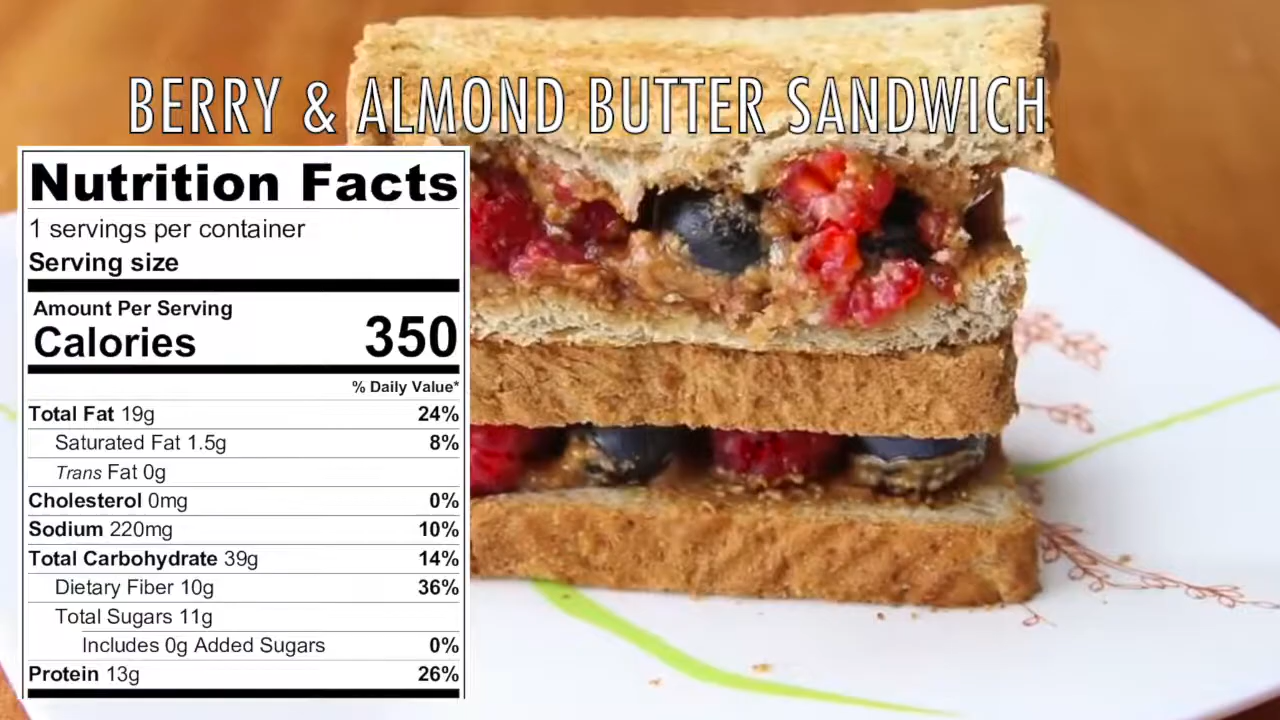 BERRY & ALMOND BUTTER SANDWICH
Nutrition Facts
1 servings per container
Serving size
Amount Per Serving
Calories 350
% Daily Value*
Total Fat 19g 24%
Saturated Fat 1.5g 8%
Trans Fat 0g
Cholesterol 0mg 0%
Sodium 220mg 10%
Total Carbohydrate 39g 14%
Dietary Fiber 10g 36%
Total Sugars 11g
Includes 0g Added Sugars 0%
Protein 13g 26%